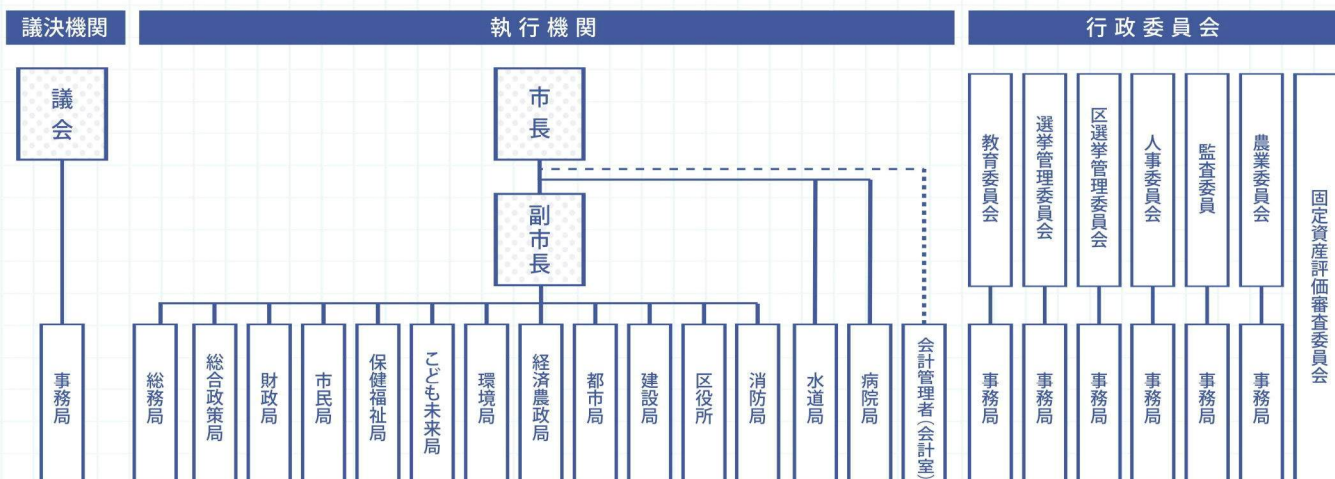 議決機関
執行機関
行政委員会
議会
市長
副市長
事務局
総務局
総合政策局
財政局
市民局
保健福祉局
こども未来局
環境局
経済農政局
都市局
建設局
区役所
消防局
水道局
病院局
会計管理者(会計室)
教育委員会
選挙管理委員会
区選挙管理委員会
人事委員会
監査委員
農業委員会
固定資産評価審査委員会
事務局
事務局
事務局
事務局
事務局
事務局